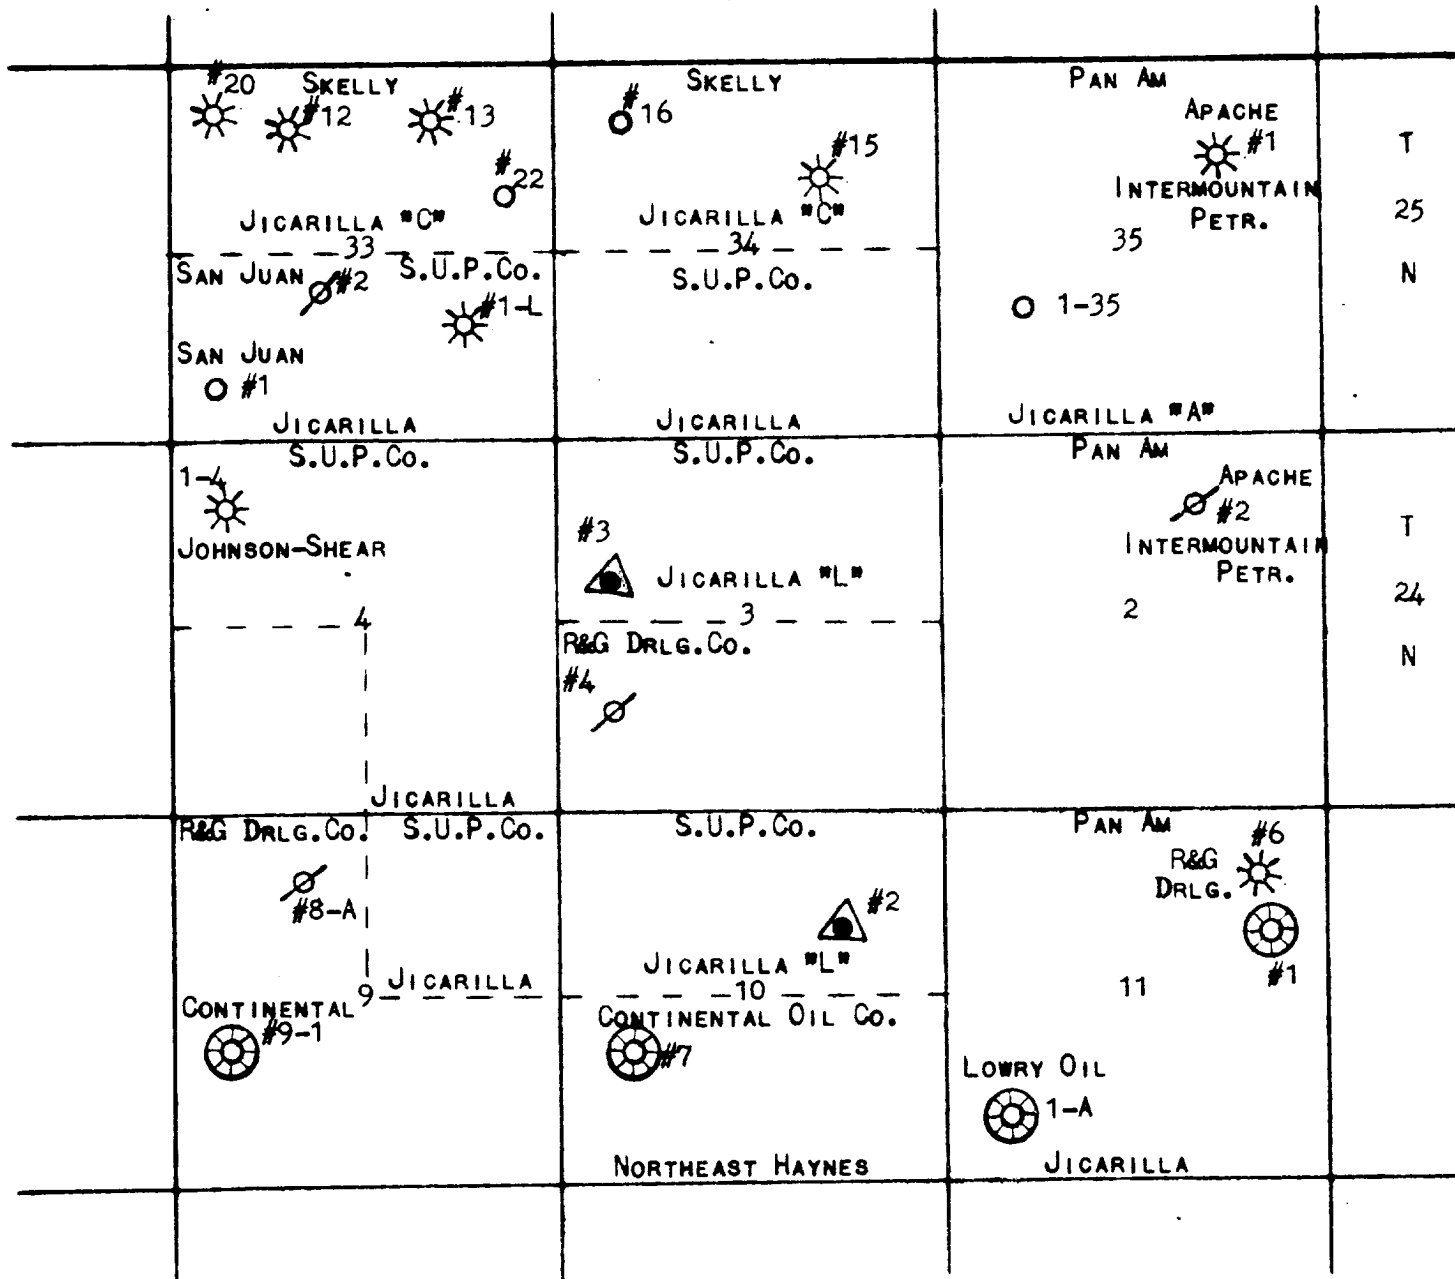 #20
SKELLY
#12
#13
#22
JICARILLA "C"
33
SAN JUAN
#2
S.U.P.Co.
#1-L
SAN JUAN
#1
JICARILLA
SKELLY
#16
#15
JICARILLA "C"
34
S.U.P.Co.
JICARILLA
PAN AM
APACHE
#1
INTERMOUNTAIN
PETR.
35
1-35
JICARILLA "A"
T
25
N
S.U.P.Co.
1-4
JOHNSON-SHEAR
4
JICARILLA
S.U.P.Co.
#3
JICARILLA "L"
3
R&G DRLG.Co.
#4
PAN AM
APACHE
#2
INTERMOUNTAIN
PETR.
2
T
24
N
R&G DRLG.Co.
S.U.P.Co.
#8-A
JICARILLA
9
CONTINENTAL
#9-1
S.U.P.Co.
#2
JICARILLA "L"
10
CONTINENTAL OIL Co.
#7
NORTHEAST HAYNES
PAN AM
#6
R&G
DRLG.
#1
11
LOWRY OIL
1-A
JICARILLA